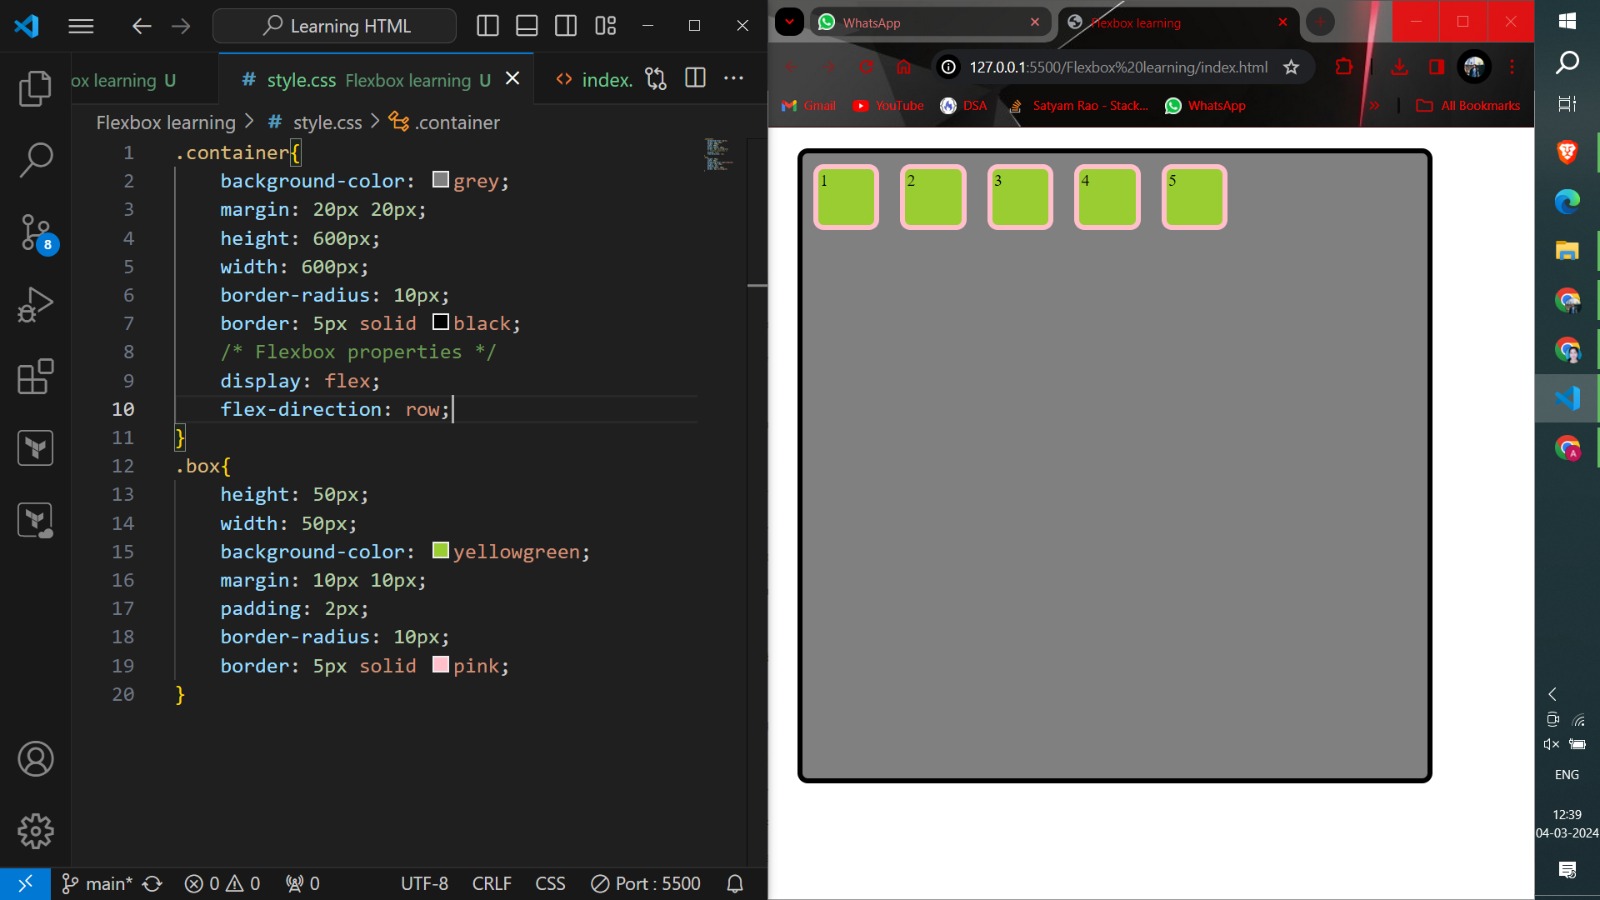 Learning HTML
ox learning U
# style.css Flexbox learning U
<> index.
Flexbox learning > # style.css > .container
1 .container{
2 background-color: grey;
3 margin: 20px 20px;
4 height: 600px;
5 width: 600px;
6 border-radius: 10px;
7 border: 5px solid black;
8 /* Flexbox properties */
9 display: flex;
10 flex-direction: row;
11 }
12 .box{
13 height: 50px;
14 width: 50px;
15 background-color: yellowgreen;
16 margin: 10px 10px;
17 padding: 2px;
18 border-radius: 10px;
19 border: 5px solid pink;
20 }
8
main* 0 0 0 UTF-8 CRLF CSS Port : 5500
WhatsApp
Flexbox learning
127.0.0.1:5500/Flexbox%20learning/index.html
Gmail YouTube DSA Satyam Rao - Stack... WhatsApp » All Bookmarks
1 2 3 4 5
A
ENG
12:39
04-03-2024